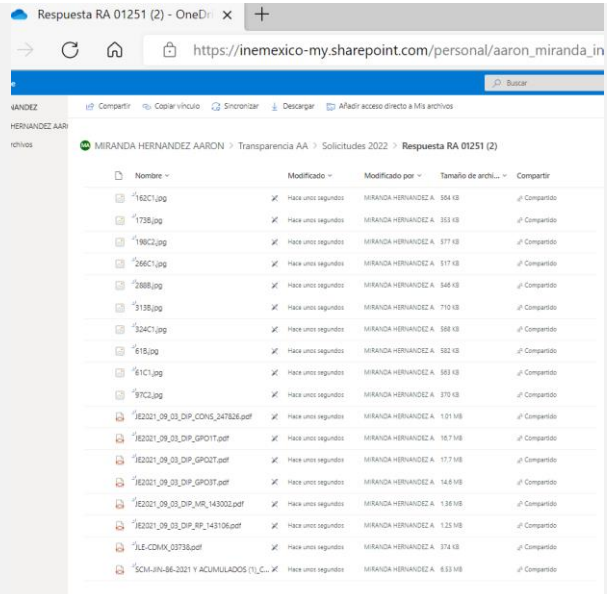 Respuesta RA 01251 (2) - OneDri
https://inemexico-my.sharepoint.com/personal/aaron_miranda_in
Buscar
Compartir Copiar vínculo Sincronizar Descargar Añadir acceso directo a Mis archivos
NANDEZ
HERNANDEZ AAR
rchivos
MA MIRANDA HERNANDEZ AARON > Transparencia AA > Solicitudes 2022 > Respuesta RA 01251 (2)
Nombre Modificado Modificado por Tamaño de archi... Compartir
162C1.jpg Hace unos segundos MIRANDA HERNANDEZ A 564 KB Compartido
173B.jpg Hace unos segundos MIRANDA HERNANDEZ A 353 KB Compartido
198C2.jpg Hace unos segundos MIRANDA HERNANDEZ A 577 KB Compartido
266C1.jpg Hace unos segundos MIRANDA HERNANDEZ A 517 KB Compartido
288B.jpg Hace unos segundos MIRANDA HERNANDEZ A 546 KB Compartido
313B.jpg Hace unos segundos MIRANDA HERNANDEZ A 710 KB Compartido
324C1.jpg Hace unos segundos MIRANDA HERNANDEZ A 568 KB Compartido
61B.jpg Hace unos segundos MIRANDA HERNANDEZ A 582 KB Compartido
61C1.jpg Hace unos segundos MIRANDA HERNANDEZ A 563 KB Compartido
97C2.jpg Hace unos segundos MIRANDA HERNANDEZ A 370 KB Compartido
JE2021_09_03_DIP_CONS_247826.pdf Hace unos segundos MIRANDA HERNANDEZ A 1.01 MB Compartido
JE2021_09_03_DIP_GPO1T.pdf Hace unos segundos MIRANDA HERNANDEZ A 16,7 MB Compartido
JE2021_09_03_DIP_GPO2T.pdf Hace unos segundos MIRANDA HERNANDEZ A 17,7 MB Compartido
JE2021_09_03_DIP_GPO3T.pdf Hace unos segundos MIRANDA HERNANDEZ A 14,6 MB Compartido
JE2021_09_03_DIP_MR_143002.pdf Hace unos segundos MIRANDA HERNANDEZ A 1.38 MB Compartido
JE2021_09_03_DIP_RP_143106.pdf Hace unos segundos MIRANDA HERNANDEZ A 1.25 MB Compartido
JLE-CDMX_03738.pdf Hace unos segundos MIRANDA HERNANDEZ A 374 KB Compartido
SCM-JIN-86-2021 Y ACUMULADOS (1)_C... Hace unos segundos MIRANDA HERNANDEZ A 6.53 MB Compartido